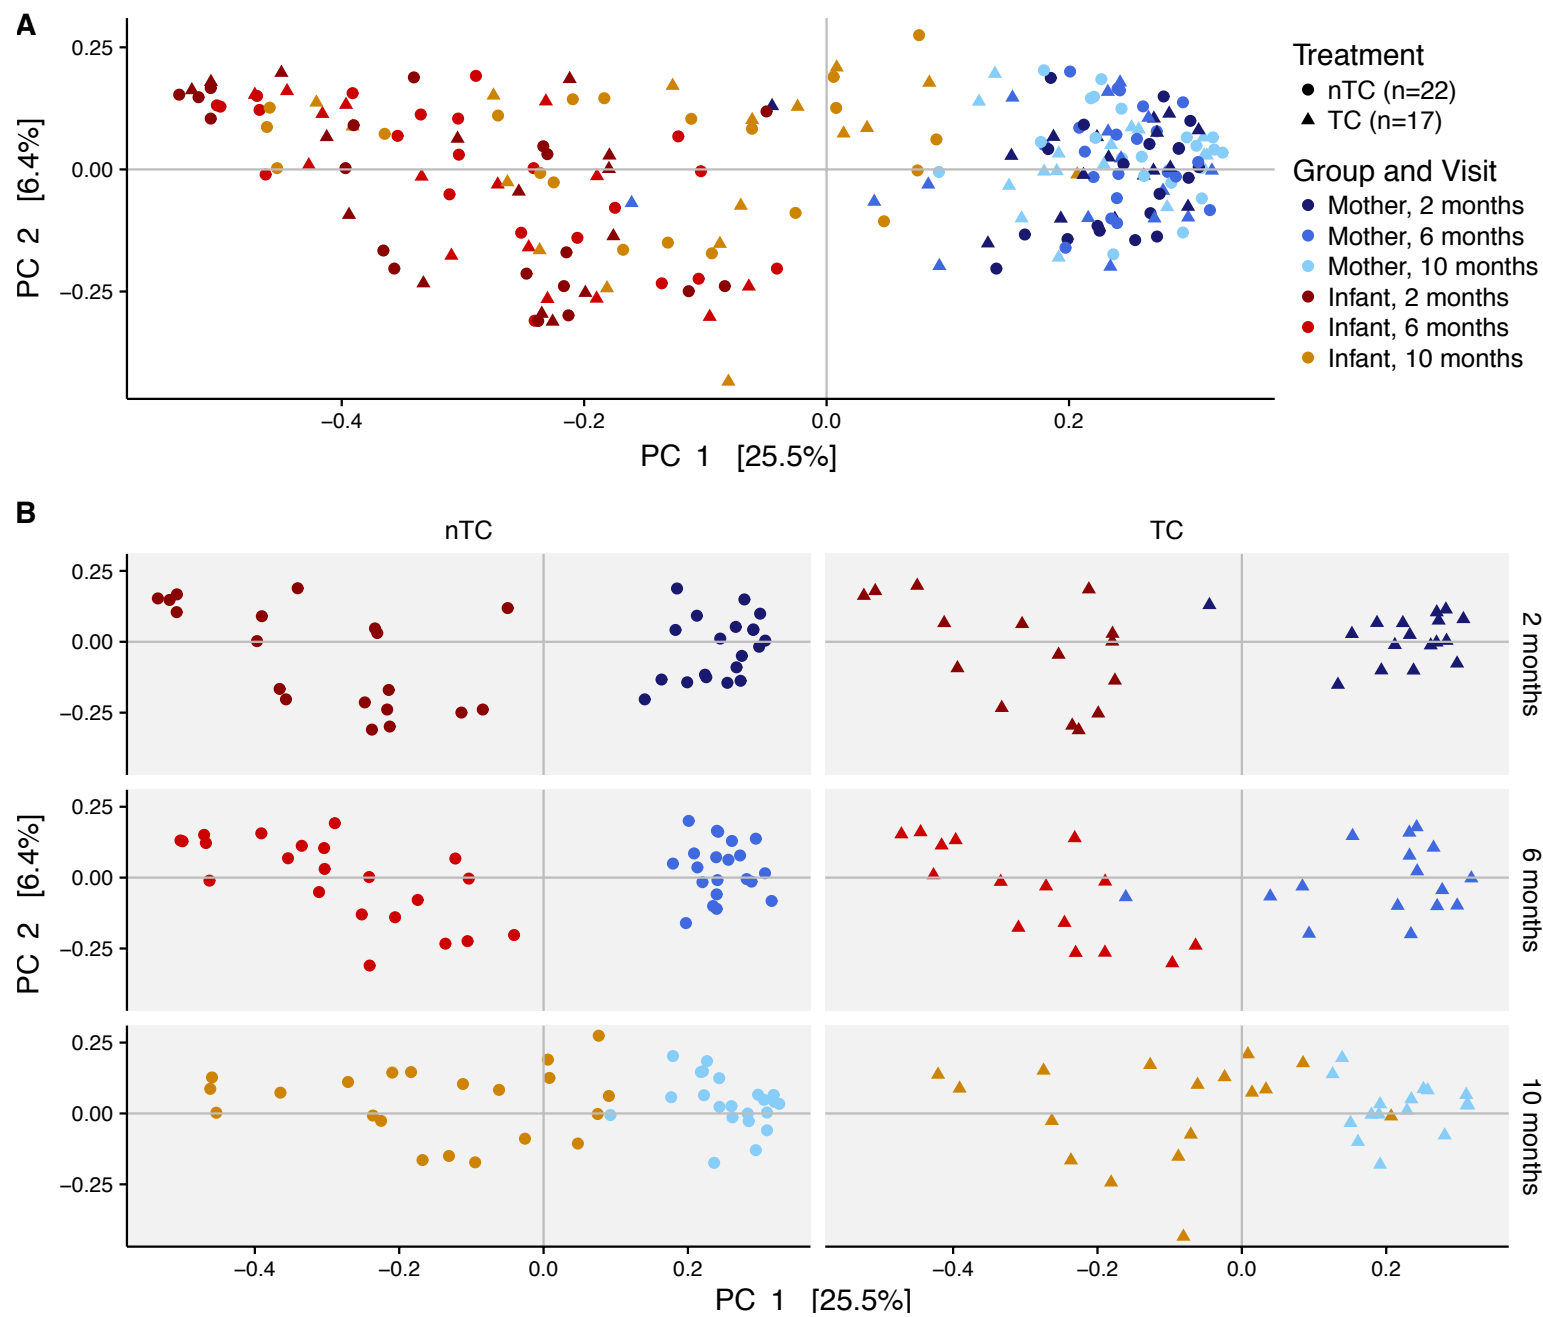 A
Treatment
nTC (n=22)
TC (n=17)
Group and Visit
Mother, 2 months
Mother, 6 months
Mother, 10 months
Infant, 2 months
Infant, 6 months
Infant, 10 months
0.25
0.00
−0.25
PC 2 [6.4%]
−0.4 −0.2 0.0 0.2
PC 1 [25.5%]
B
nTC TC
0.25
0.00
−0.25
2 months
0.25
0.00
−0.25
6 months
0.25
0.00
−0.25
10 months
PC 2 [6.4%]
−0.4 −0.2 0.0 0.2 −0.4 −0.2 0.0 0.2
PC 1 [25.5%]